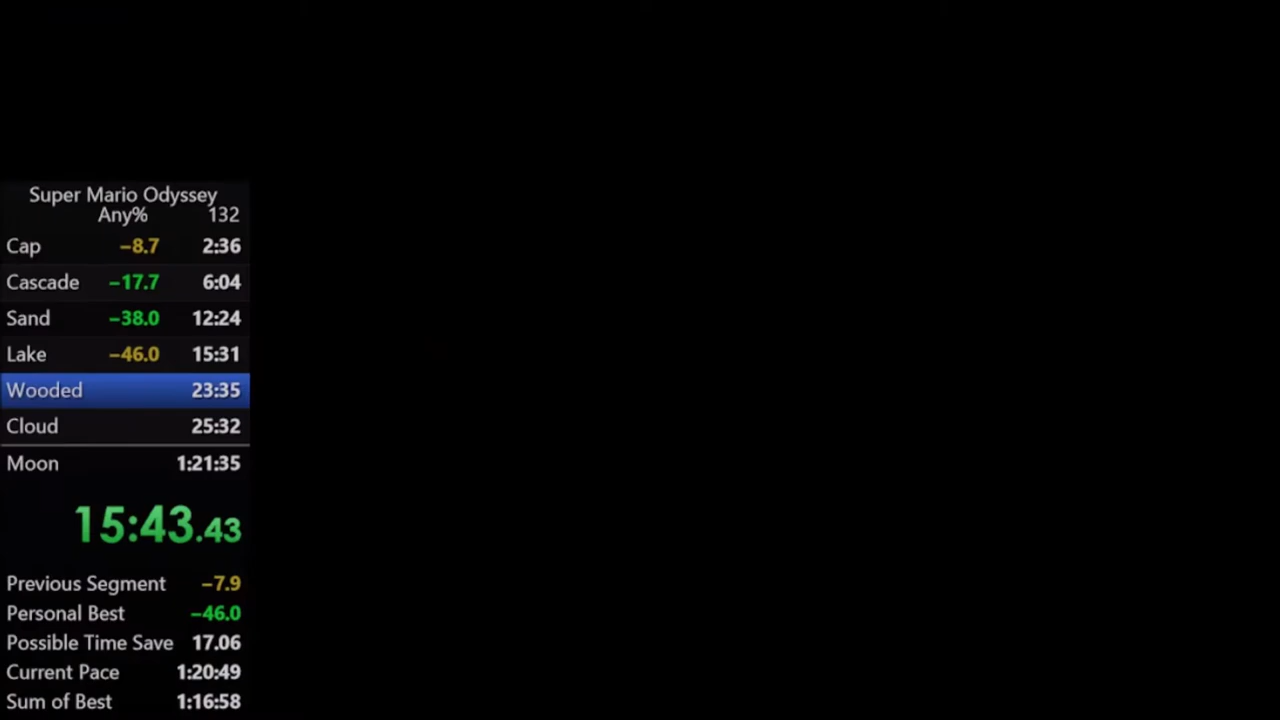 Super Mario Odyssey
Any% 132
Cap −8.7 2:36
Cascade −17.7 6:04
Sand −38.0 12:24
Lake −46.0 15:31
Wooded 23:35
Cloud 25:32
Moon 1:21:35
15:43.43
Previous Segment −7.9
Personal Best −46.0
Possible Time Save 17.06
Current Pace 1:20:49
Sum of Best 1:16:58